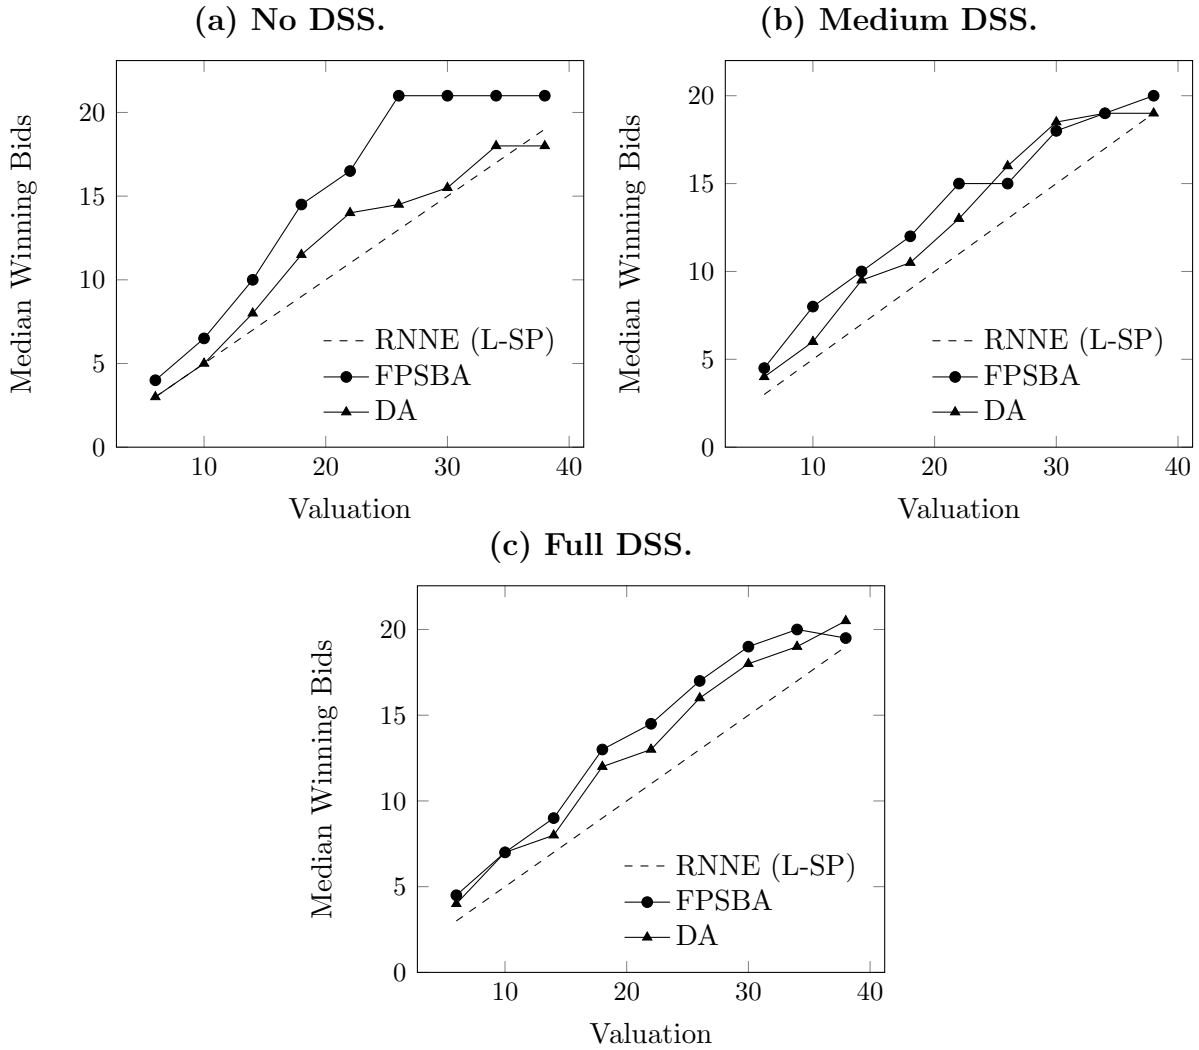 (a) No DSS.
Median Winning Bids
20
15
10
5
0
RNNE (L-SP)
FPSBA
DA
10 20 30 40
Valuation
(b) Medium DSS.
Median Winning Bids
20
15
10
5
0
RNNE (L-SP)
FPSBA
DA
10 20 30 40
Valuation
(c) Full DSS.
Median Winning Bids
20
15
10
5
0
RNNE (L-SP)
FPSBA
DA
10 20 30 40
Valuation